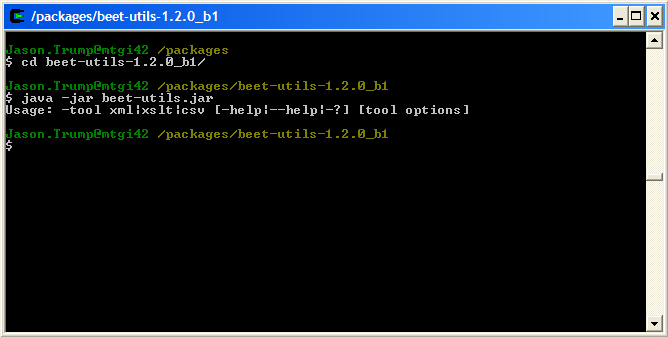 /packages/beet-utils-1.2.0_b1
Jason.Trump@mtgi42 /packages
$ cd beet-utils-1.2.0_b1/
Jason.Trump@mtgi42 /packages/beet-utils-1.2.0_b1
$ java -jar beet-utils.jar
Usage: -tool xml|xslt|csv [-help|--help|-?] [tool options]
Jason.Trump@mtgi42 /packages/beet-utils-1.2.0_b1
$